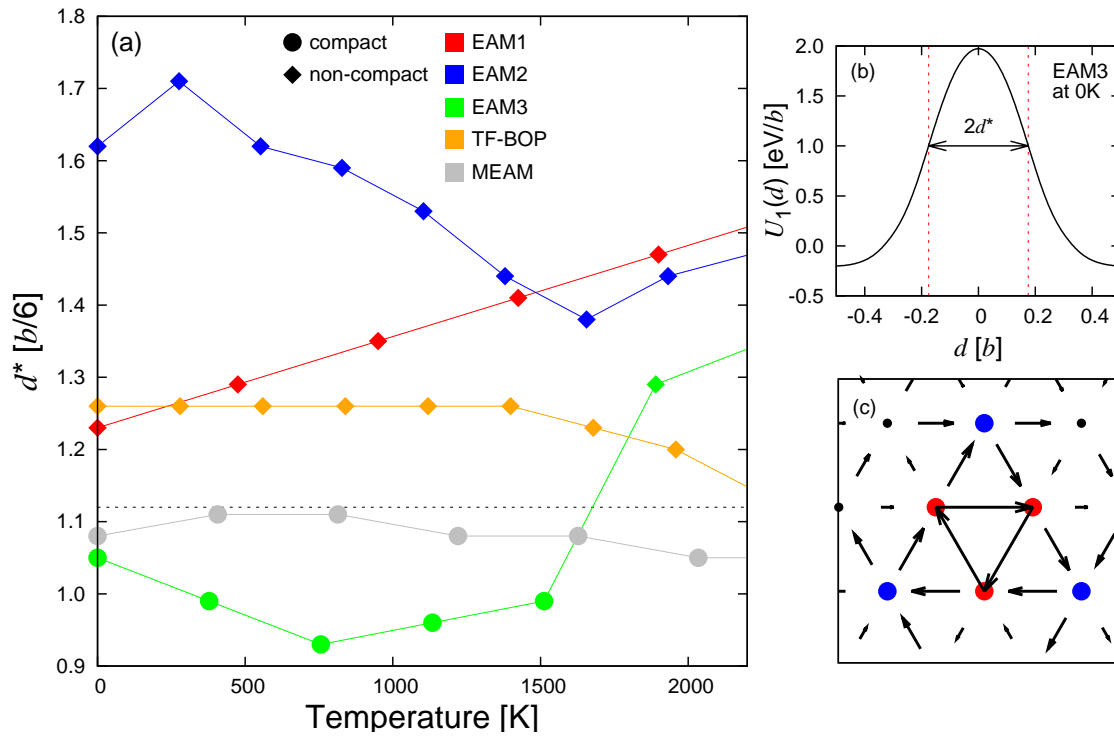 (a)
compact
non-compact
EAM1
EAM2
EAM3
TF-BOP
MEAM
1.8
1.7
1.6
1.5
1.4
1.3
1.2
1.1
1.0
0.9
d* [b/6]
0
500
1000
1500
2000
Temperature [K]
(b)
EAM3
at 0K
2d*
2.0
1.5
1.0
0.5
0.0
-0.5
U1(d) [eV/b]
-0.4
-0.2
0
0.2
0.4
d [b]
(c)